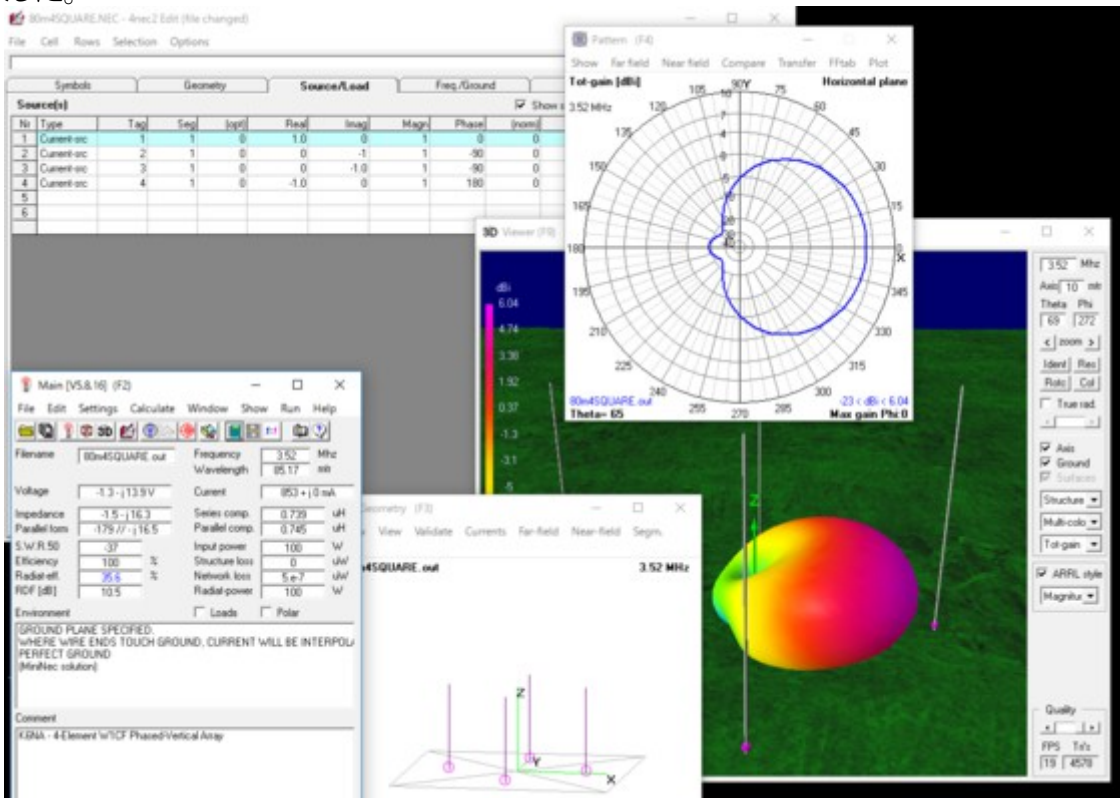 80m4SQUARE.NEC - 4nec2 Edit (file changed)
File Cell Rows Selection Options
Symbols Geometry Source/Load Freq./Ground
Source(s)
Nr Type Tag Seg (opt) Real Imag Magn Phase (norm)
1 Current-src 1 1 0 1.0 0 1 0 0
2 Current-src 2 1 0 0 -1 1 -90 0
3 Current-src 3 1 0 0 -1.0 1 -90 0
4 Current-src 4 1 0 -1.0 0 1 180 0
5
6
Pattern (F4)
Show Far field Near field Compare Transfer FFtab Plot
Tot-gain [dBi] Horizontal plane
3.52 MHz
90Y 75 60 45 30 0 X 345 330 315 300 285 270 255 240 225 210 195 180 165 150 135 120 105
80m4SQUARE.out
-23 < dBi < 6.04
Theta= 65
Max gain Phi:0
3D Viewer (F9)
dBi
6.04
4.74
3.38
1.92
0.37
-1.3
-3.1
-5
Z
3.52 Mhz
Axis 10 mtr
Theta Phi
69 272
< zoom >
Ident Res
Rotc Col
True rad.
Axis
Ground
Surfaces
Structure
Multi-colo
Tot-gain
ARRL style
Magnitu
Quality
FPS Tri's
19 4578
Main [V5.8.16] (F2)
File Edit Settings Calculate Window Show Run Help
Filename 80m4SQUARE.out Frequency 3.52 Mhz
Wavelength 85.17 mtr
Voltage -1.3 - j 13.9 V Current 853 + j 0 mA
Impedance -1.5 - j 16.3 Series comp. 0.739 uH
Parallel form -179 // - j 16.5 Parallel comp. 0.745 uH
S.W.R.50 -37 Input power 100 W
Efficiency 100 % Structure loss 0 uW
Radiat-eff. 35.6 % Network loss 5.e-7 uW
RDF [dB] 10.5 Radiat-power 100 W
Environment Loads Polar
GROUND PLANE SPECIFIED.
WHERE WIRE ENDS TOUCH GROUND, CURRENT WILL BE INTERPOLA
PERFECT GROUND
(MiniNec solution)
Comment
K6NA - 4-Element W1CF Phased-Vertical Array
Geometry (F3)
View Validate Currents Far-field Near-field Segm.
3.52 MHz
Z
Y
X